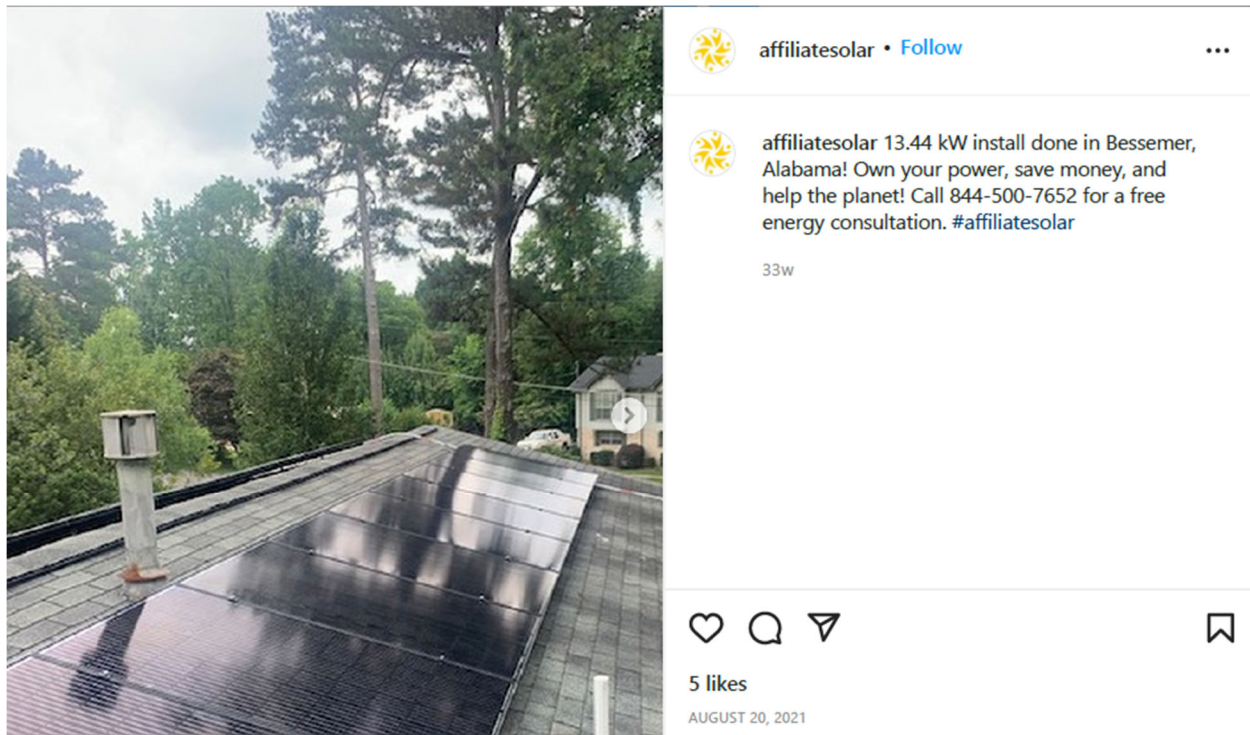 affiliatesolar • Follow
affiliatesolar 13.44 kW install done in Bessemer,
Alabama! Own your power, save money, and
help the planet! Call 844-500-7652 for a free
energy consultation. #affiliatesolar
33w
5 likes
AUGUST 20, 2021